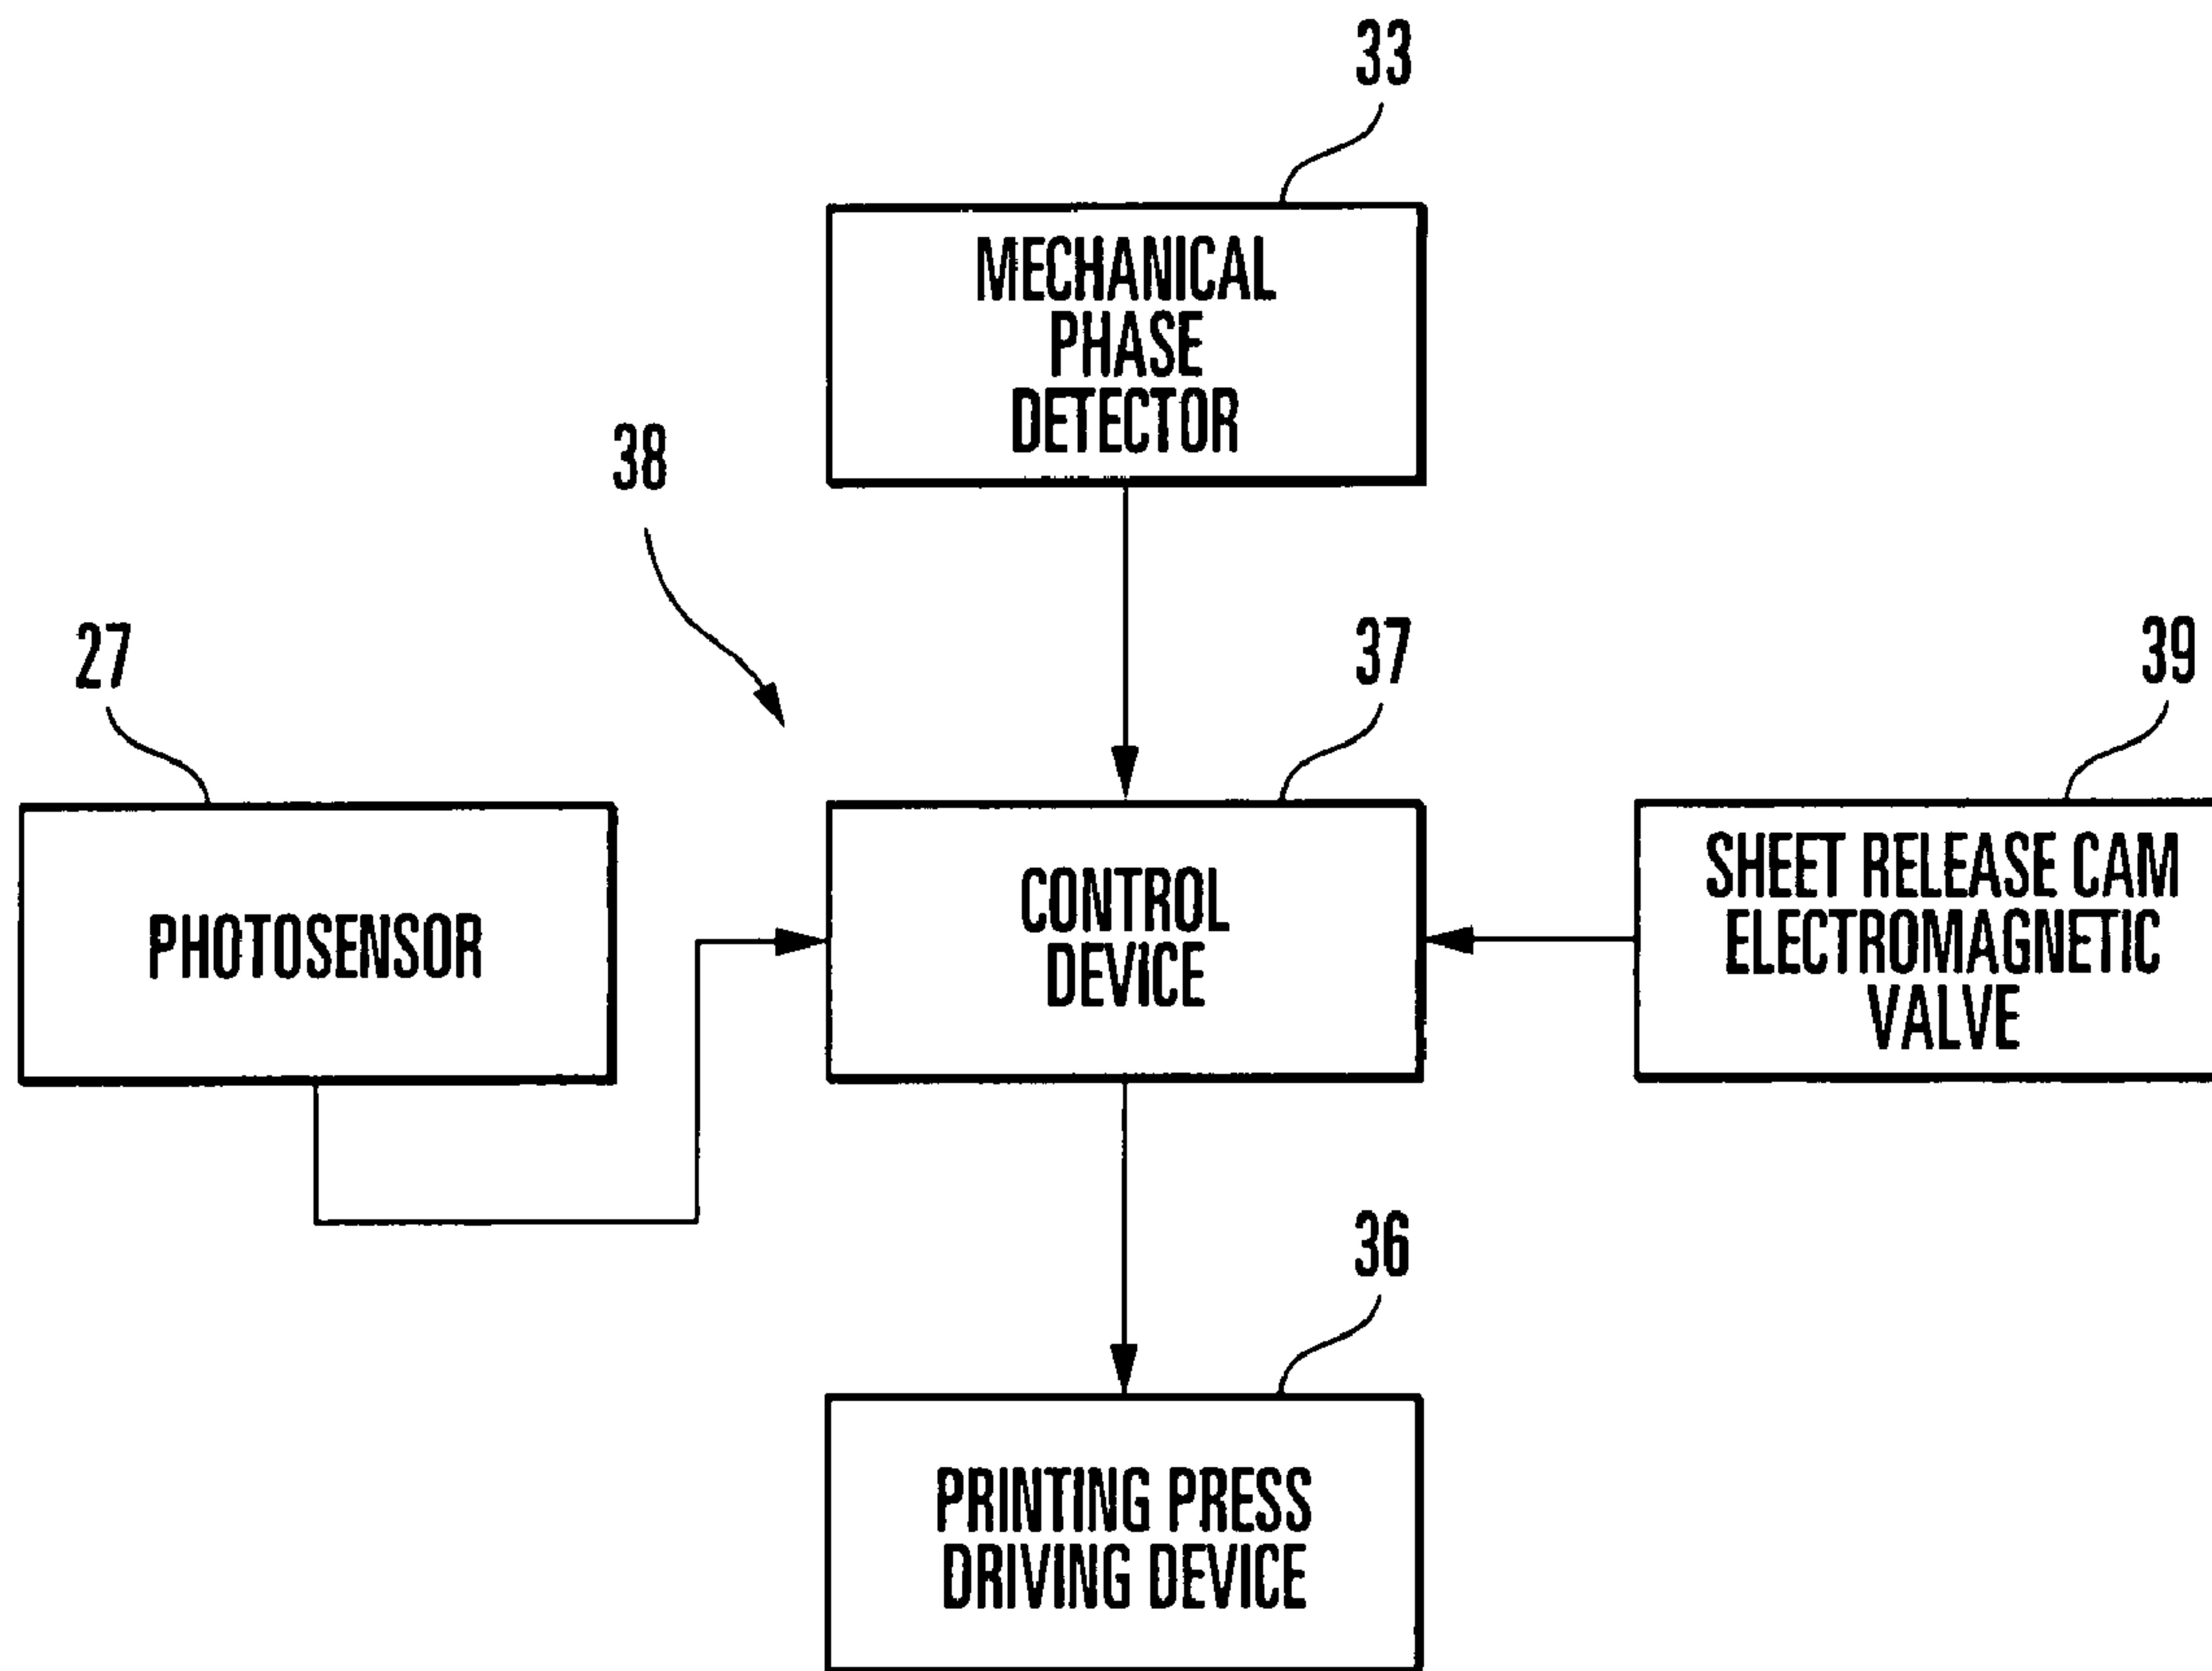 33
MECHANICAL
PHASE
DETECTOR
38
27
37
39
PHOTOSENSOR
CONTROL
DEVICE
SHEET RELEASE CAM
ELECTROMAGNETIC
VALVE
36
PRINTING PRESS
DRIVING DEVICE